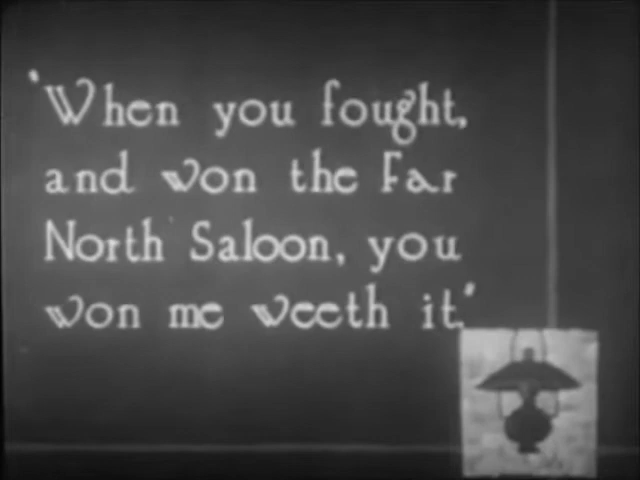 "When you fought,
and won the Far
North Saloon, you
won me weeth it."